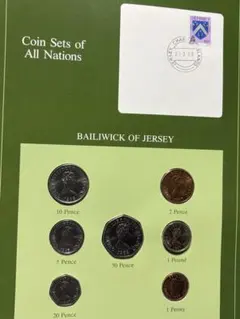 Coin Sets of
All Nations
BAILIWICK OF JERSEY
10 Pence
2 Pence
5 Pence
50 Pence
1 Pound
20 Pence
1 Penny